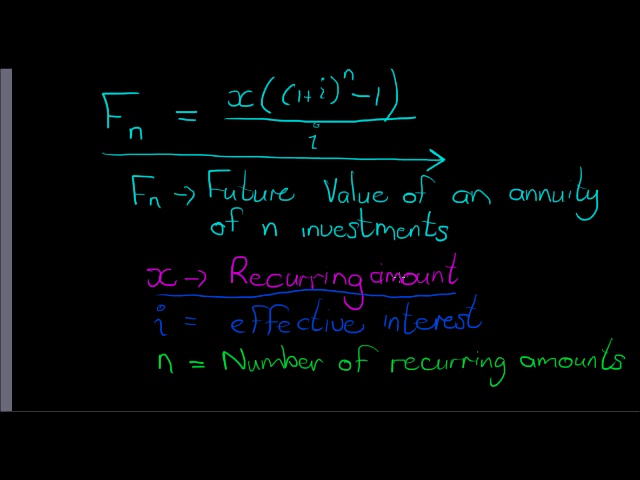 Fn = x((1+i)^n - 1) / i
Fn → Future Value of an annuity
of n investments
x → Recurring amount
i = effective interest
n = Number of recurring amounts